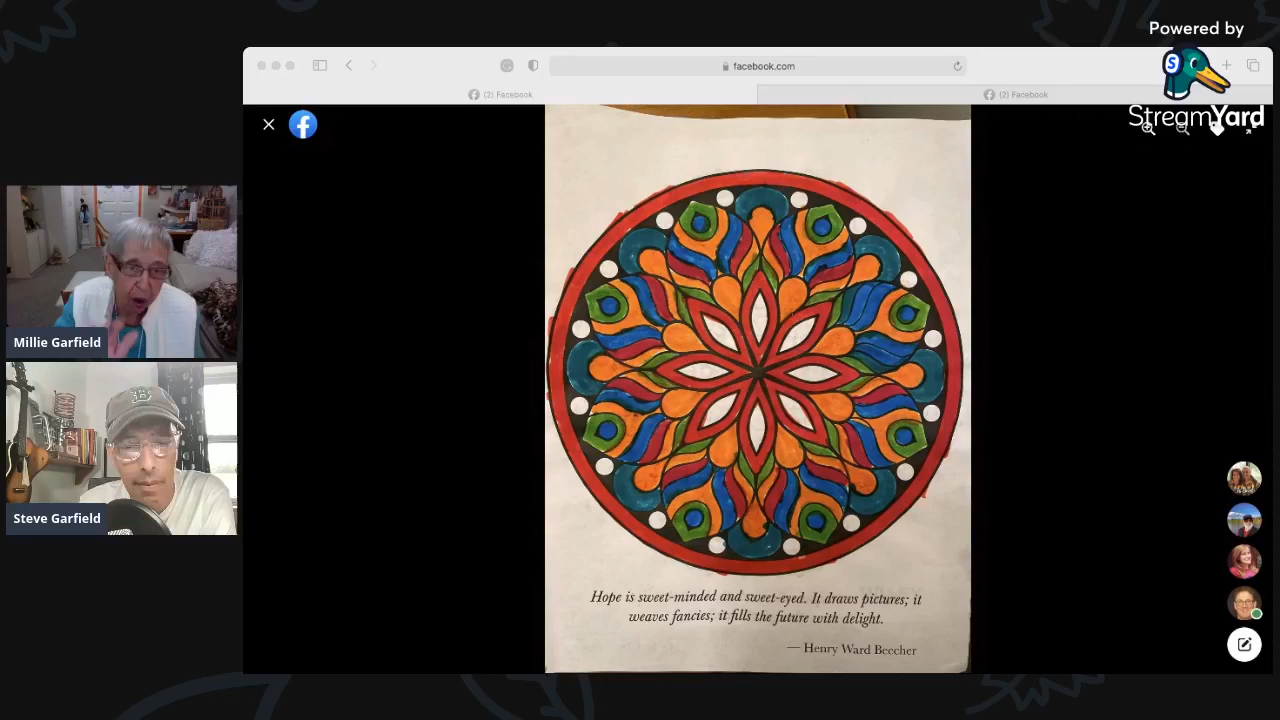 Powered by
StreamYard
S
facebook.com
(2) Facebook
(2) Facebook
Millie Garfield
Steve Garfield
Hope is sweet-minded and sweet-eyed. It draws pictures; it
weaves fancies; it fills the future with delight.
— Henry Ward Beecher